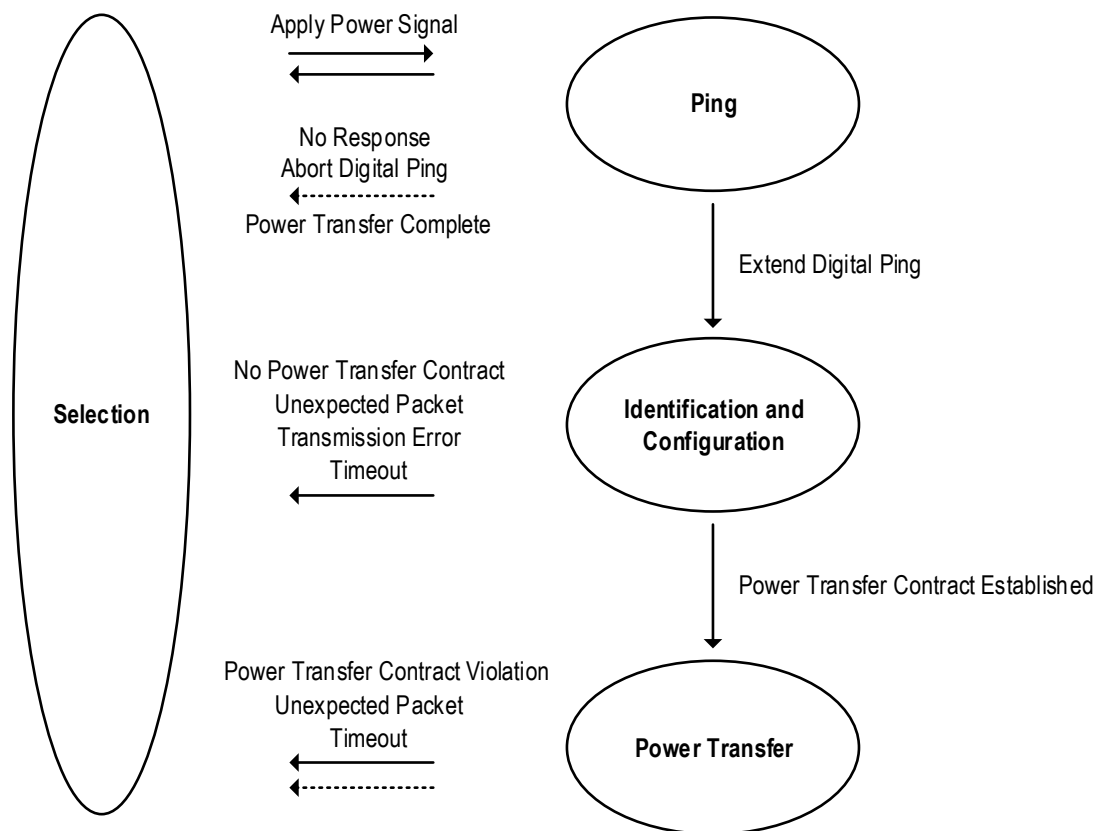 Apply Power Signal
Ping
No Response
Abort Digital Ping
Power Transfer Complete
Extend Digital Ping
Selection
No Power Transfer Contract
Unexpected Packet
Transmission Error
Timeout
Identification and
Configuration
Power Transfer Contract Established
Power Transfer Contract Violation
Unexpected Packet
Timeout
Power Transfer